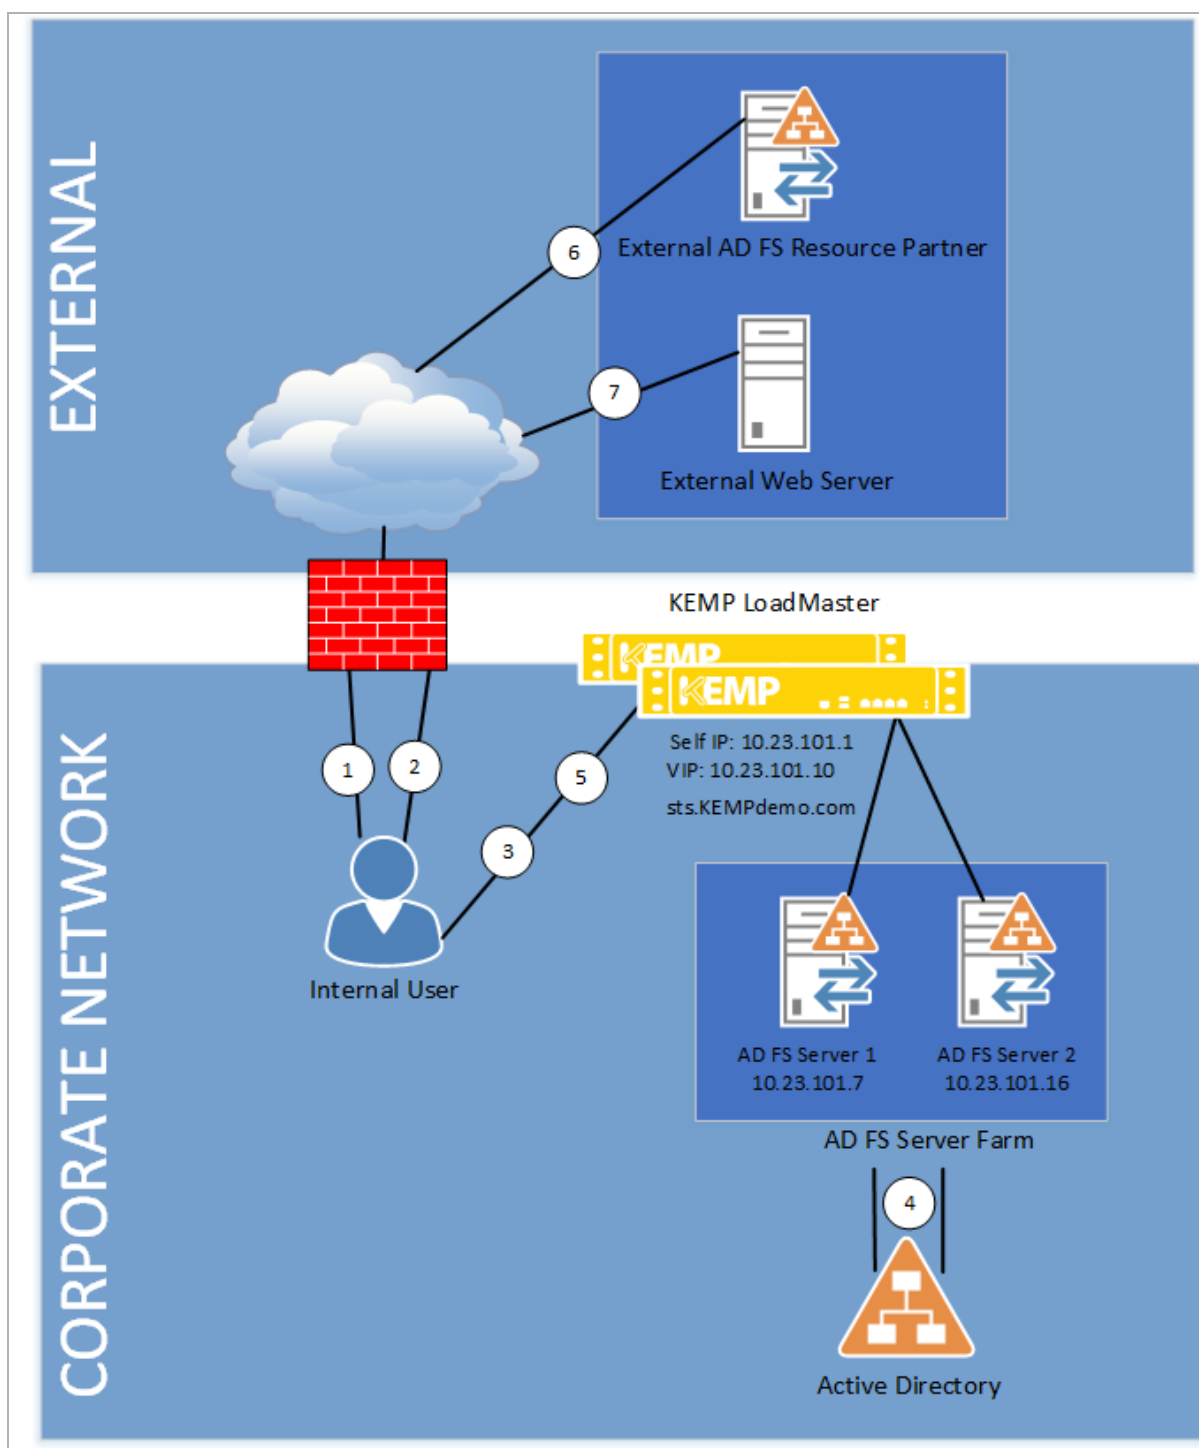 EXTERNAL
External AD FS Resource Partner
6
7
External Web Server
KEMP LoadMaster
KEMP
KEMP
Self IP: 10.23.101.1
VIP: 10.23.101.10
sts.KEMPdemo.com
1
2
5
3
Internal User
CORPORATE NETWORK
AD FS Server 1
10.23.101.7
AD FS Server 2
10.23.101.16
AD FS Server Farm
4
Active Directory